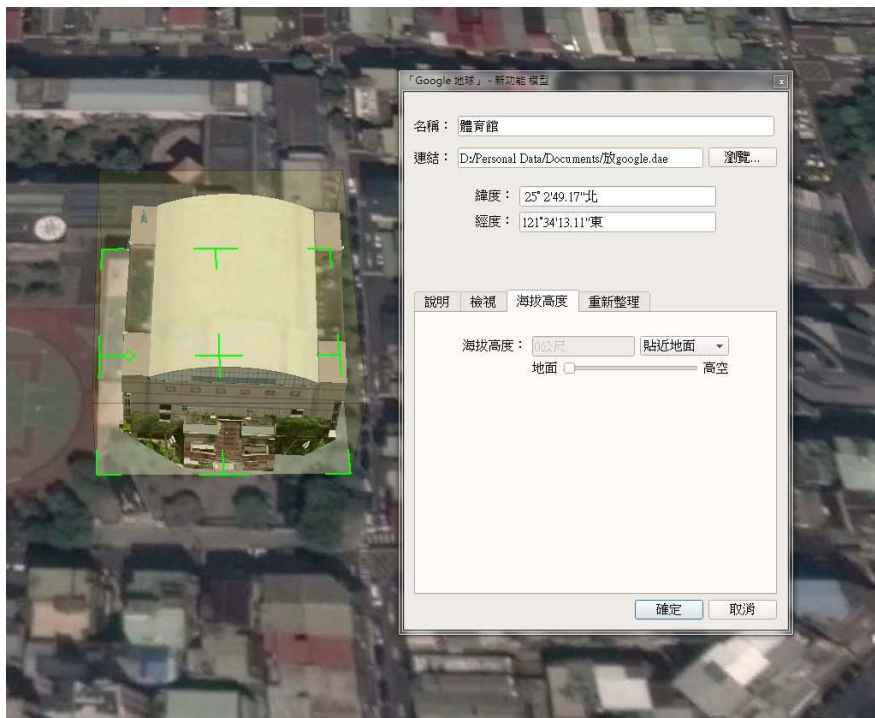 「Google 地球」 - 新功能 模型
x
名稱： 體育館
連結： D:/Personal Data/Documents/放google.dae 瀏覽...
緯度： 25° 2'49.17"北
經度： 121°34'13.11"東
說明 檢視 海拔高度 重新整理
海拔高度： 0公尺 貼近地面
地面 高空
確定 取消